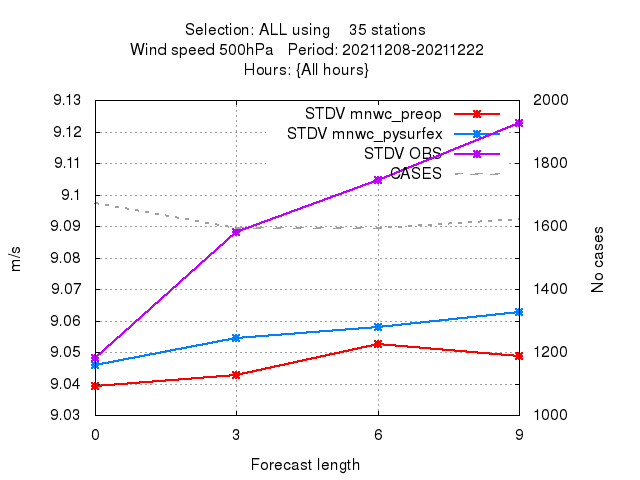 Selection: ALL using 35 stations
Wind speed 500hPa Period: 20211208-20211222
Hours: {All hours}
STDV mnwc_preop
STDV mnwc_pysurfex
STDV OBS
CASES
9.13
9.12
9.11
9.1
9.09
9.08
9.07
9.06
9.05
9.04
9.03
2000
1800
1600
1400
1200
1000
m/s
No cases
0 3 6 9
Forecast length